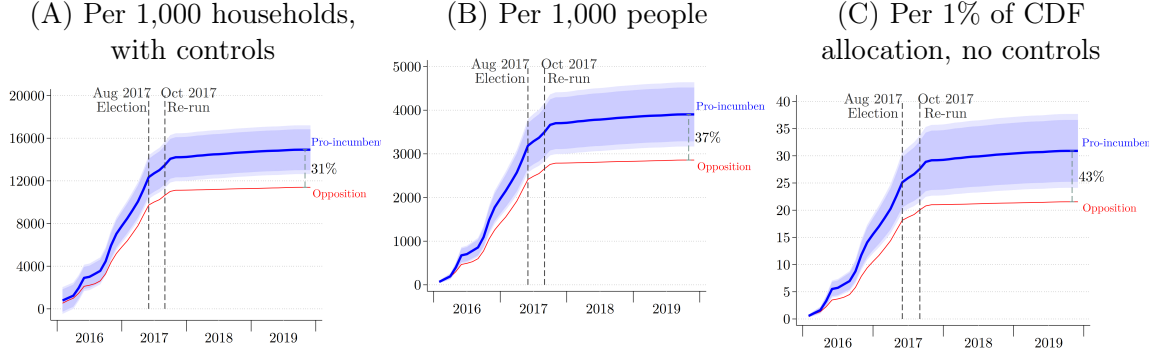 (A) Per 1,000 households,
with controls
20000
16000
12000
8000
4000
0
Aug 2017
Election
Oct 2017
Re-run
Pro-incumben
31%
Opposition
2016
2017
2018
2019
(B) Per 1,000 people
5000
4000
3000
2000
1000
0
Aug 2017
Election
Oct 2017
Re-run
Pro-incumben
37%
Opposition
2016
2017
2018
2019
(C) Per 1% of CDF
allocation, no controls
40
35
30
25
20
15
10
5
0
Aug 2017
Election
Oct 2017
Re-run
Pro-incumben
43%
Opposition
2016
2017
2018
2019